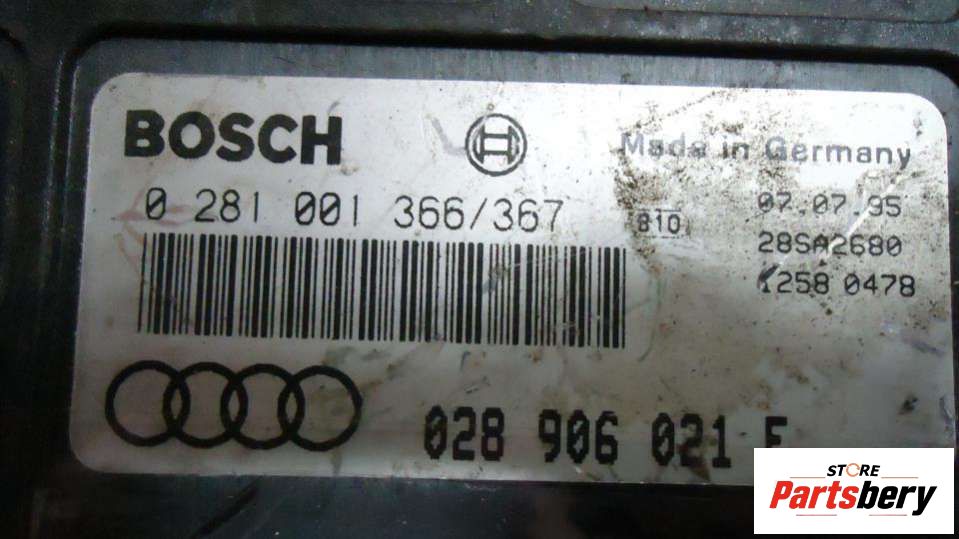 BOSCH
Made in Germany
0 281 001 366/367
810
07.07.95
28SA2680
1258 0478
028 906 021
STORE
Partsbery